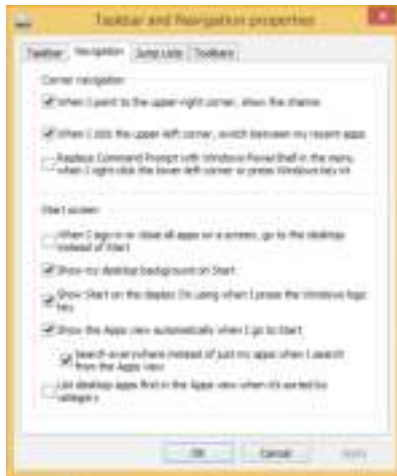 Taskbar and Navigation properties
Taskbar Navigation Jump Lists Toolbars
Corner navigation
When I point to the upper-right corner, show the charms
When I click the upper-left corner, switch between my recent apps
Replace Command Prompt with Windows PowerShell in the menu
when I right-click the lower-left corner or press Windows key+X
Start screen
When I sign in or close all apps on a screen, go to the desktop
instead of Start
Show my desktop background on Start
Show Start on the display I'm using when I press the Windows logo
key
Show the Apps view automatically when I go to Start
Search everywhere instead of just my apps when I search
from the Apps view
List desktop apps first in the Apps view when it's sorted by
category
OK Cancel Apply